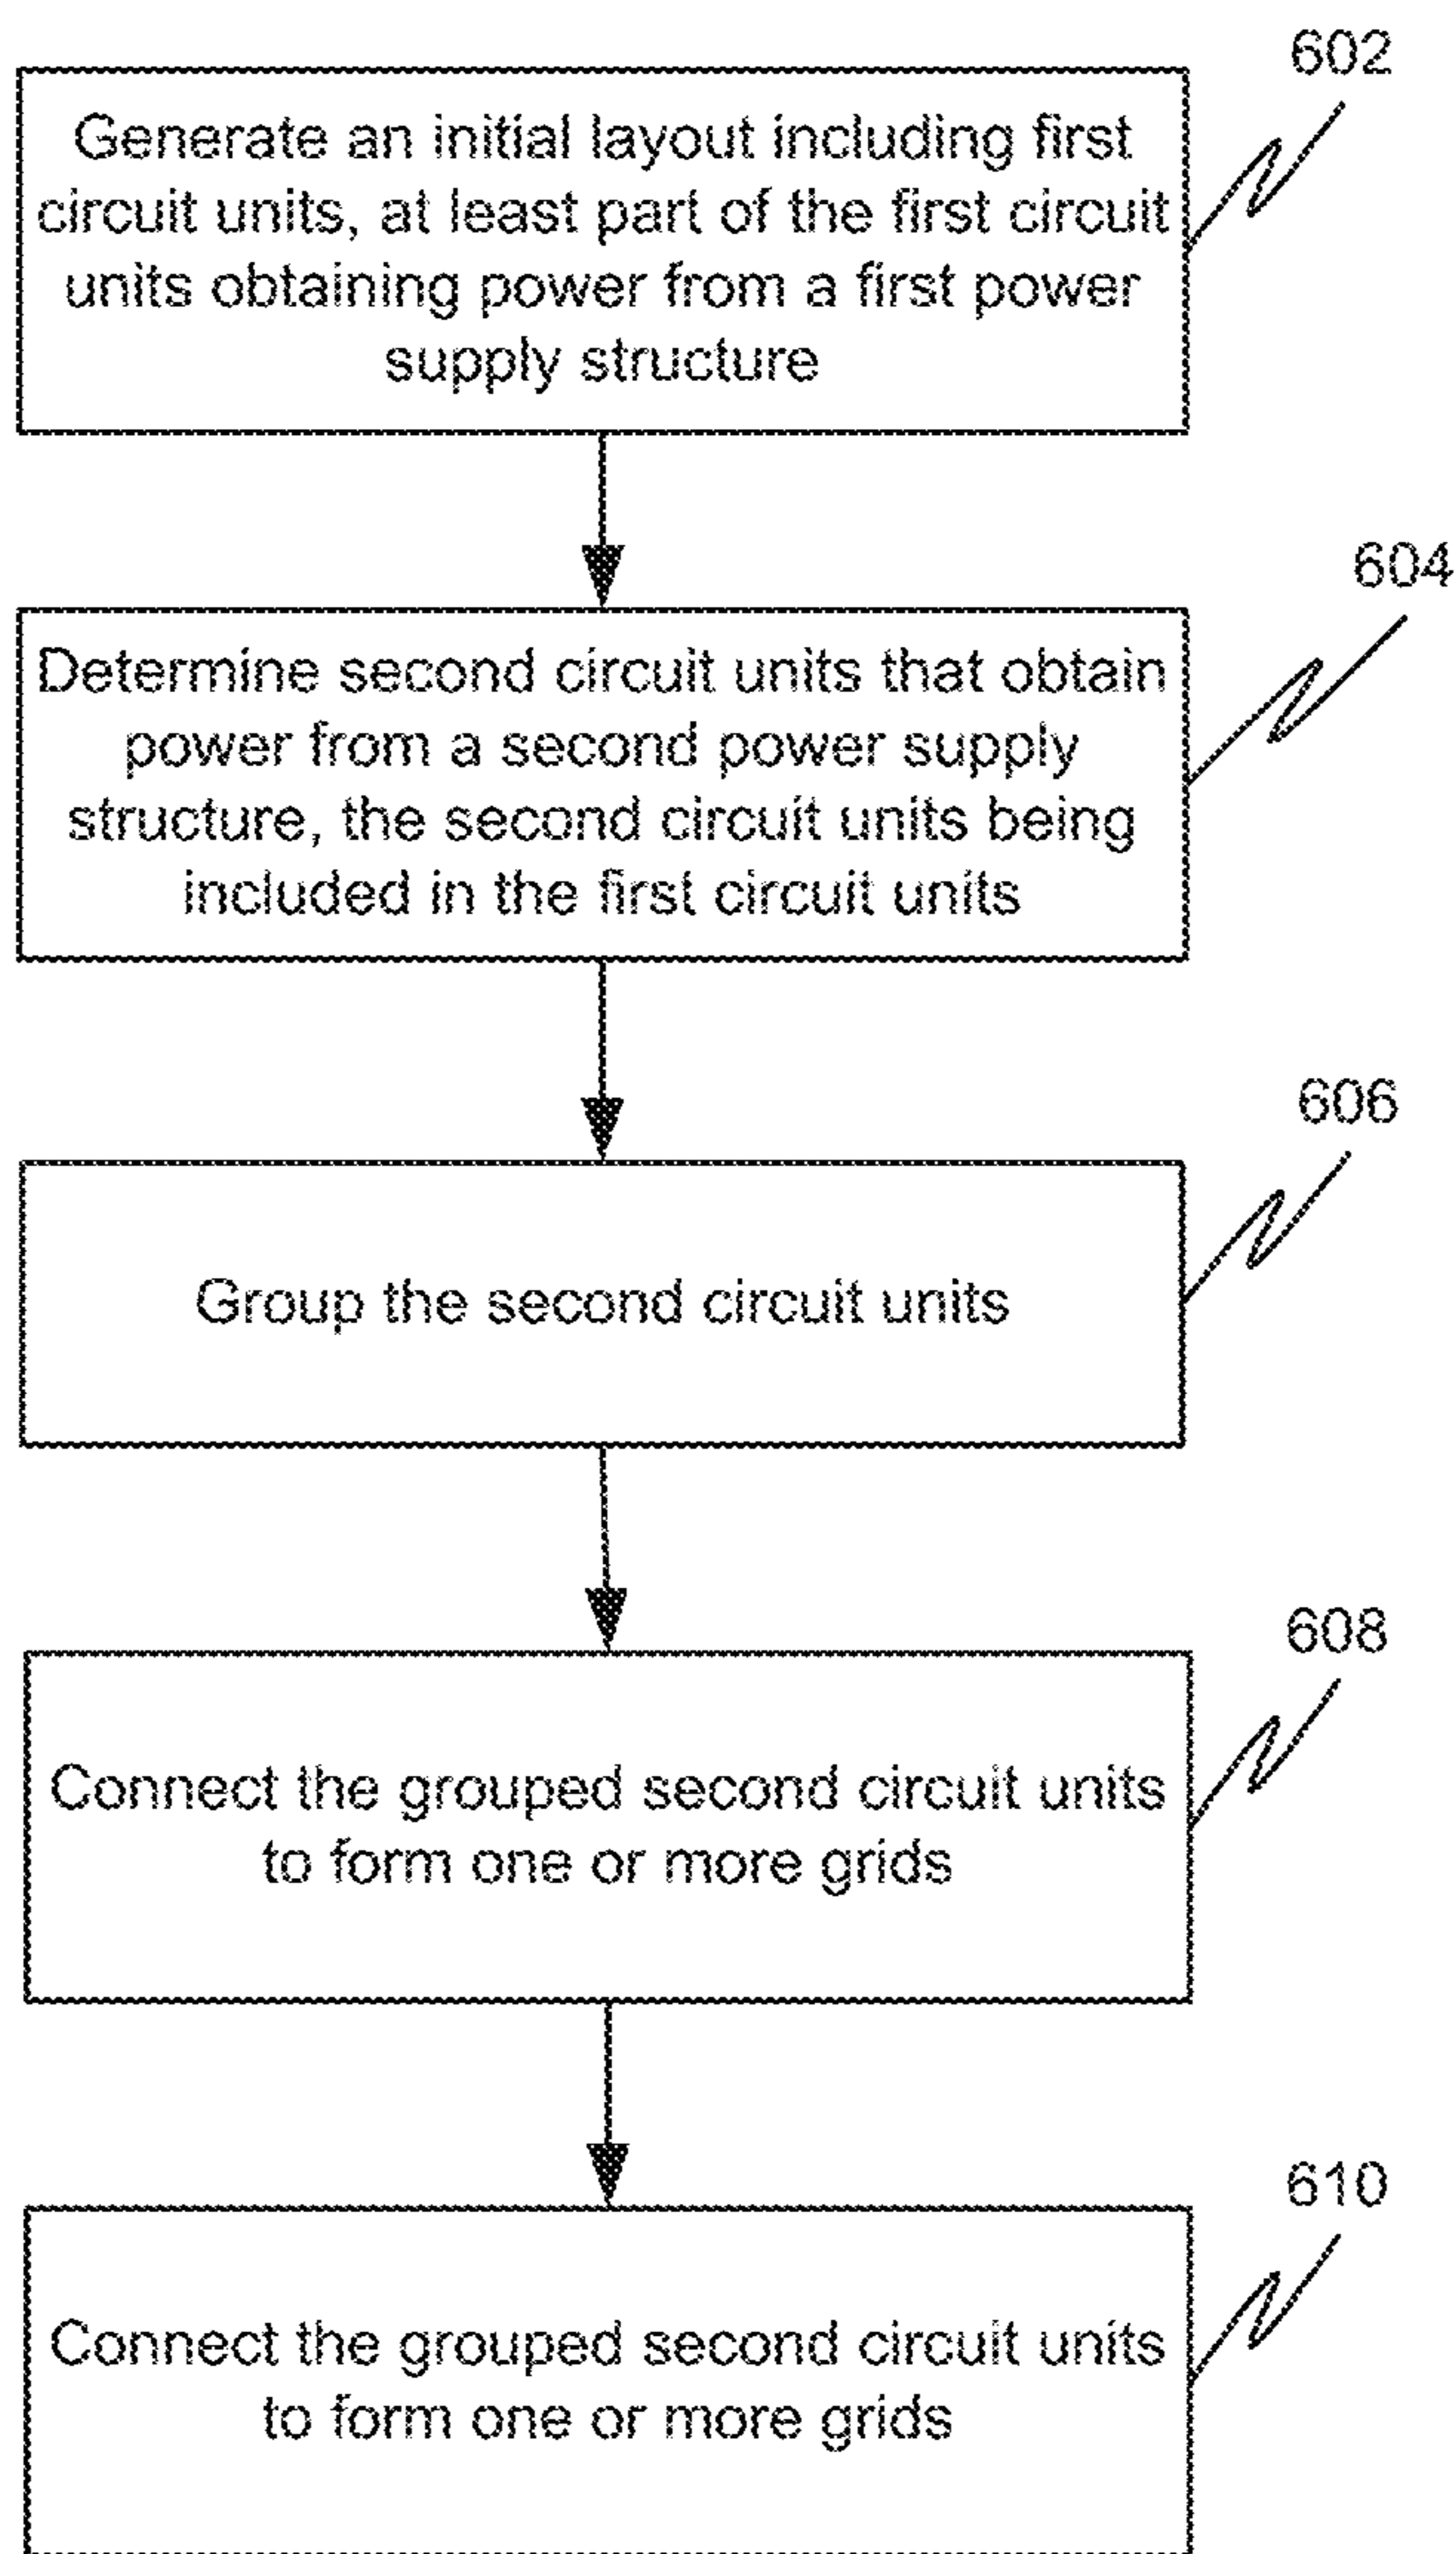 602
Generate an initial layout including first
circuit units, at least part of the first circuit
units obtaining power from a first power
supply structure
604
Determine second circuit units that obtain
power from a second power supply
structure, the second circuit units being
included in the first circuit units
606
Group the second circuit units
608
Connect the grouped second circuit units
to form one or more grids
610
Connect the grouped second circuit units
to form one or more grids